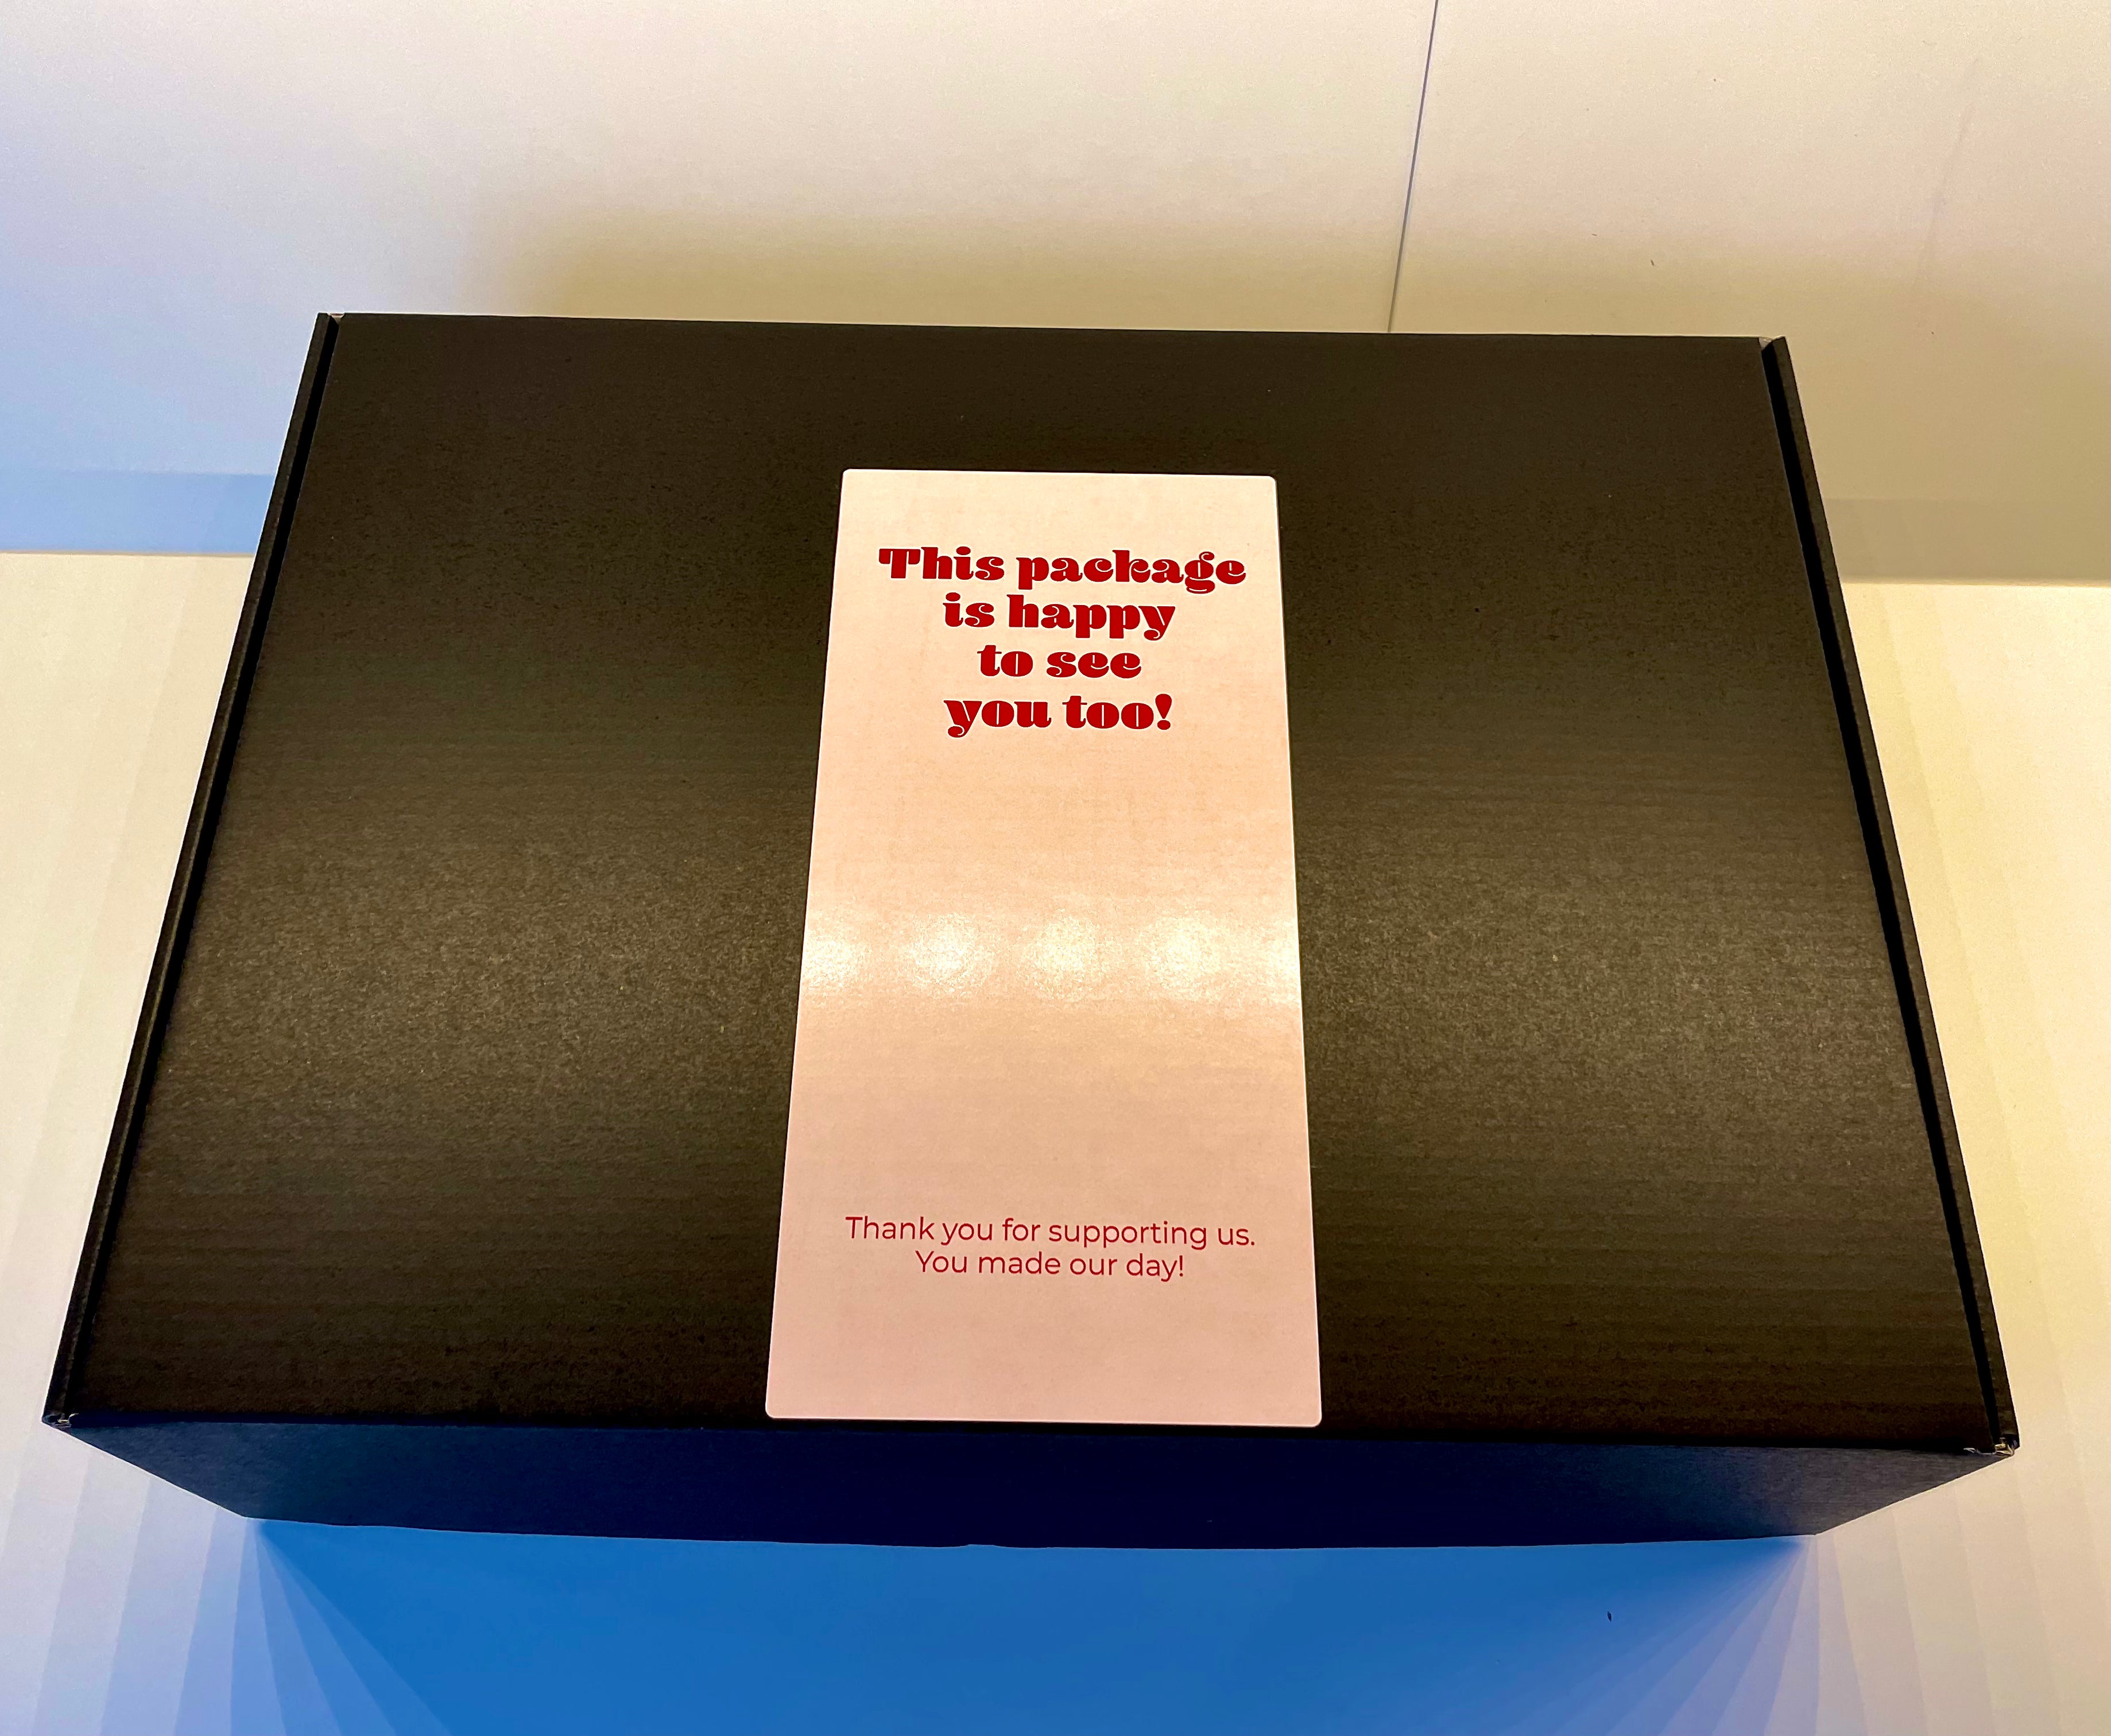 This package
is happy
to see
you too!
Thank you for supporting us.
You made our day!